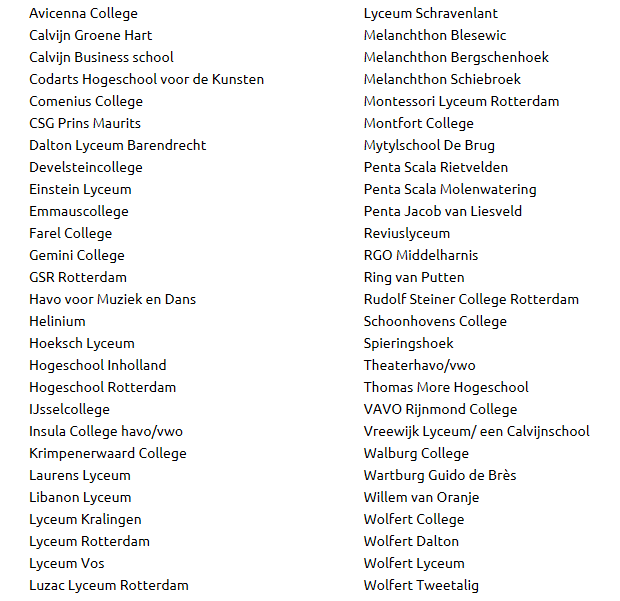 Avicenna College
Calvijn Groene Hart
Calvijn Business school
Codarts Hogeschool voor de Kunsten
Comenius College
CSG Prins Maurits
Dalton Lyceum Barendrecht
Develsteincollege
Einstein Lyceum
Emmauscollege
Farel College
Gemini College
GSR Rotterdam
Havo voor Muziek en Dans
Helinium
Hoeksch Lyceum
Hogeschool Inholland
Hogeschool Rotterdam
IJsselcollege
Insula College havo/vwo
Krimpenerwaard College
Laurens Lyceum
Libanon Lyceum
Lyceum Kralingen
Lyceum Rotterdam
Lyceum Vos
Luzac Lyceum Rotterdam
Lyceum Schravenlant
Melanchthon Blesewic
Melanchthon Bergschenhoek
Melanchthon Schiebroek
Montessori Lyceum Rotterdam
Montfort College
Mytylschool De Brug
Penta Scala Rietvelden
Penta Scala Molenwatering
Penta Jacob van Liesveld
Reviuslyceum
RGO Middelharnis
Ring van Putten
Rudolf Steiner College Rotterdam
Schoonhovens College
Spieringshoek
Theaterhavo/vwo
Thomas More Hogeschool
VAVO Rijnmond College
Vreewijk Lyceum/ een Calvijnschool
Walburg College
Wartburg Guido de Brès
Willem van Oranje
Wolfert College
Wolfert Dalton
Wolfert Lyceum
Wolfert Tweetalig